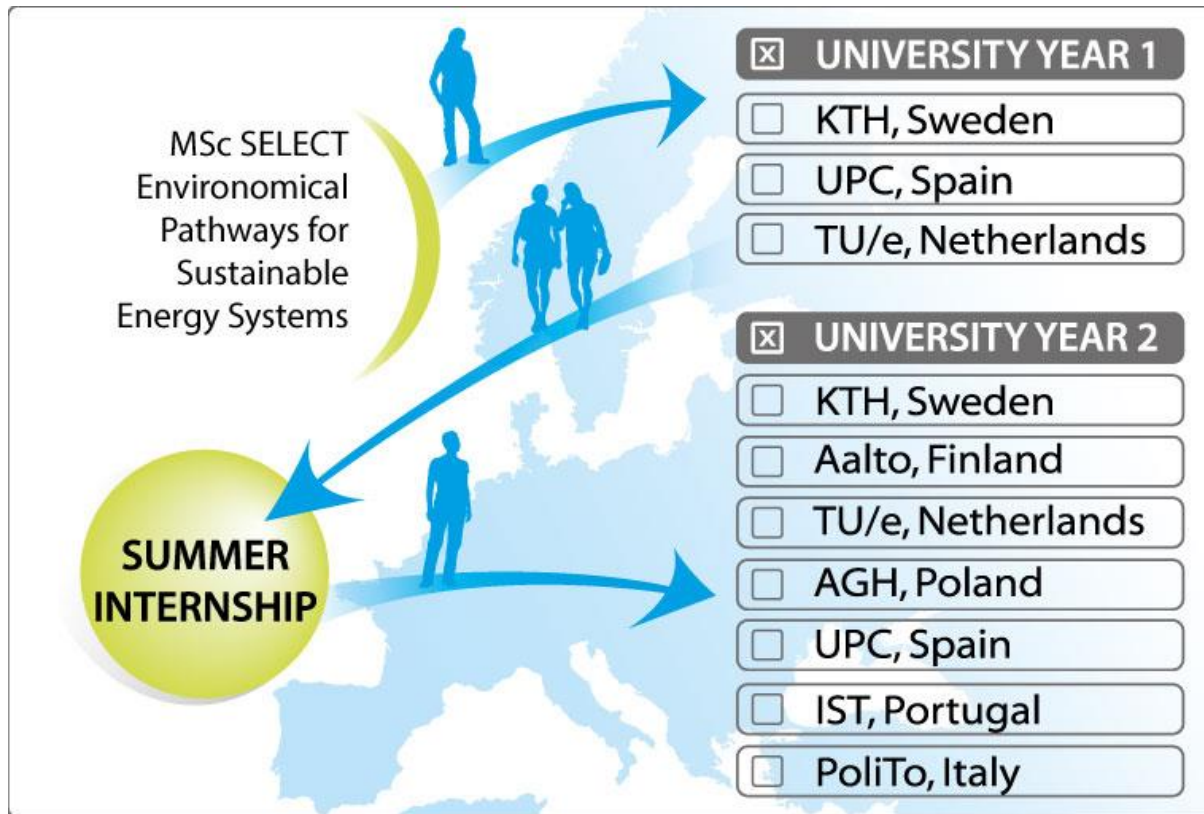 MSc SELECT
Environomical
Pathways for
Sustainable
Energy Systems
UNIVERSITY YEAR 1
KTH, Sweden
UPC, Spain
TU/e, Netherlands
SUMMER
INTERNSHIP
UNIVERSITY YEAR 2
KTH, Sweden
Aalto, Finland
TU/e, Netherlands
AGH, Poland
UPC, Spain
IST, Portugal
PoliTo, Italy